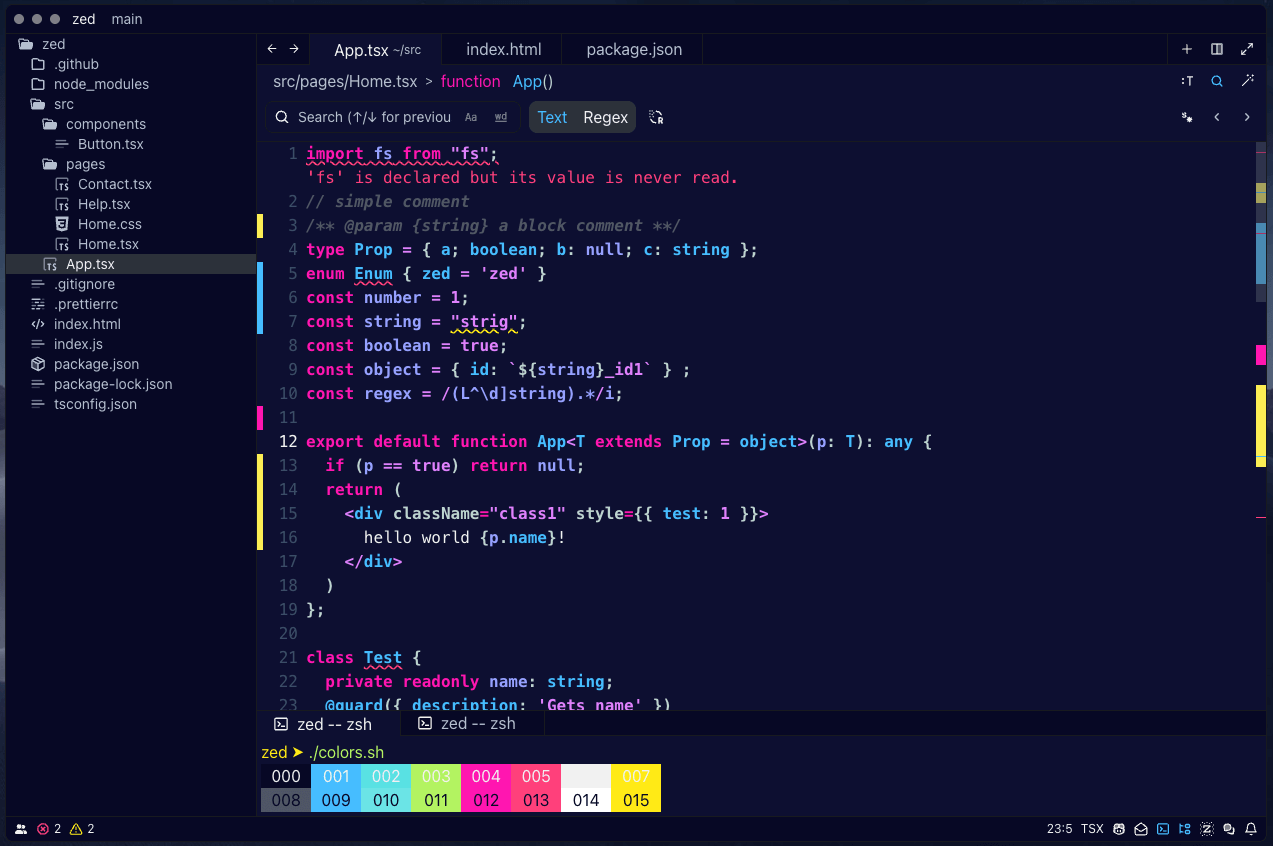 zed main
zed
.github
node_modules
src
components
Button.tsx
pages
Contact.tsx
Help.tsx
Home.css
Home.tsx
App.tsx
.gitignore
.prettierrc
index.html
index.js
package.json
package-lock.json
tsconfig.json
← → App.tsx ~/src index.html package.json
src/pages/Home.tsx > function App()
Search (↑/↓ for previou Aa wd Text Regex
1 import fs from "fs";
'fs' is declared but its value is never read.
2 // simple comment
3 /** @param {string} a block comment **/
4 type Prop = { a; boolean; b: null; c: string };
5 enum Enum { zed = 'zed' }
6 const number = 1;
7 const string = "strig";
8 const boolean = true;
9 const object = { id: `${string}_id1` } ;
10 const regex = /(L^\d]string).*/i;
11
12 export default function App<T extends Prop = object>(p: T): any {
13 if (p == true) return null;
14 return (
15 <div className="class1" style={{ test: 1 }}>
16 hello world {p.name}!
17 </div>
18 )
19 };
20
21 class Test {
22 private readonly name: string;
23 @guard({ description: 'Gets name' })
zed -- zsh zed -- zsh
zed ➤ ./colors.sh
000 001 002 003 004 005 007
008 009 010 011 012 013 014 015
2 2 23:5 TSX